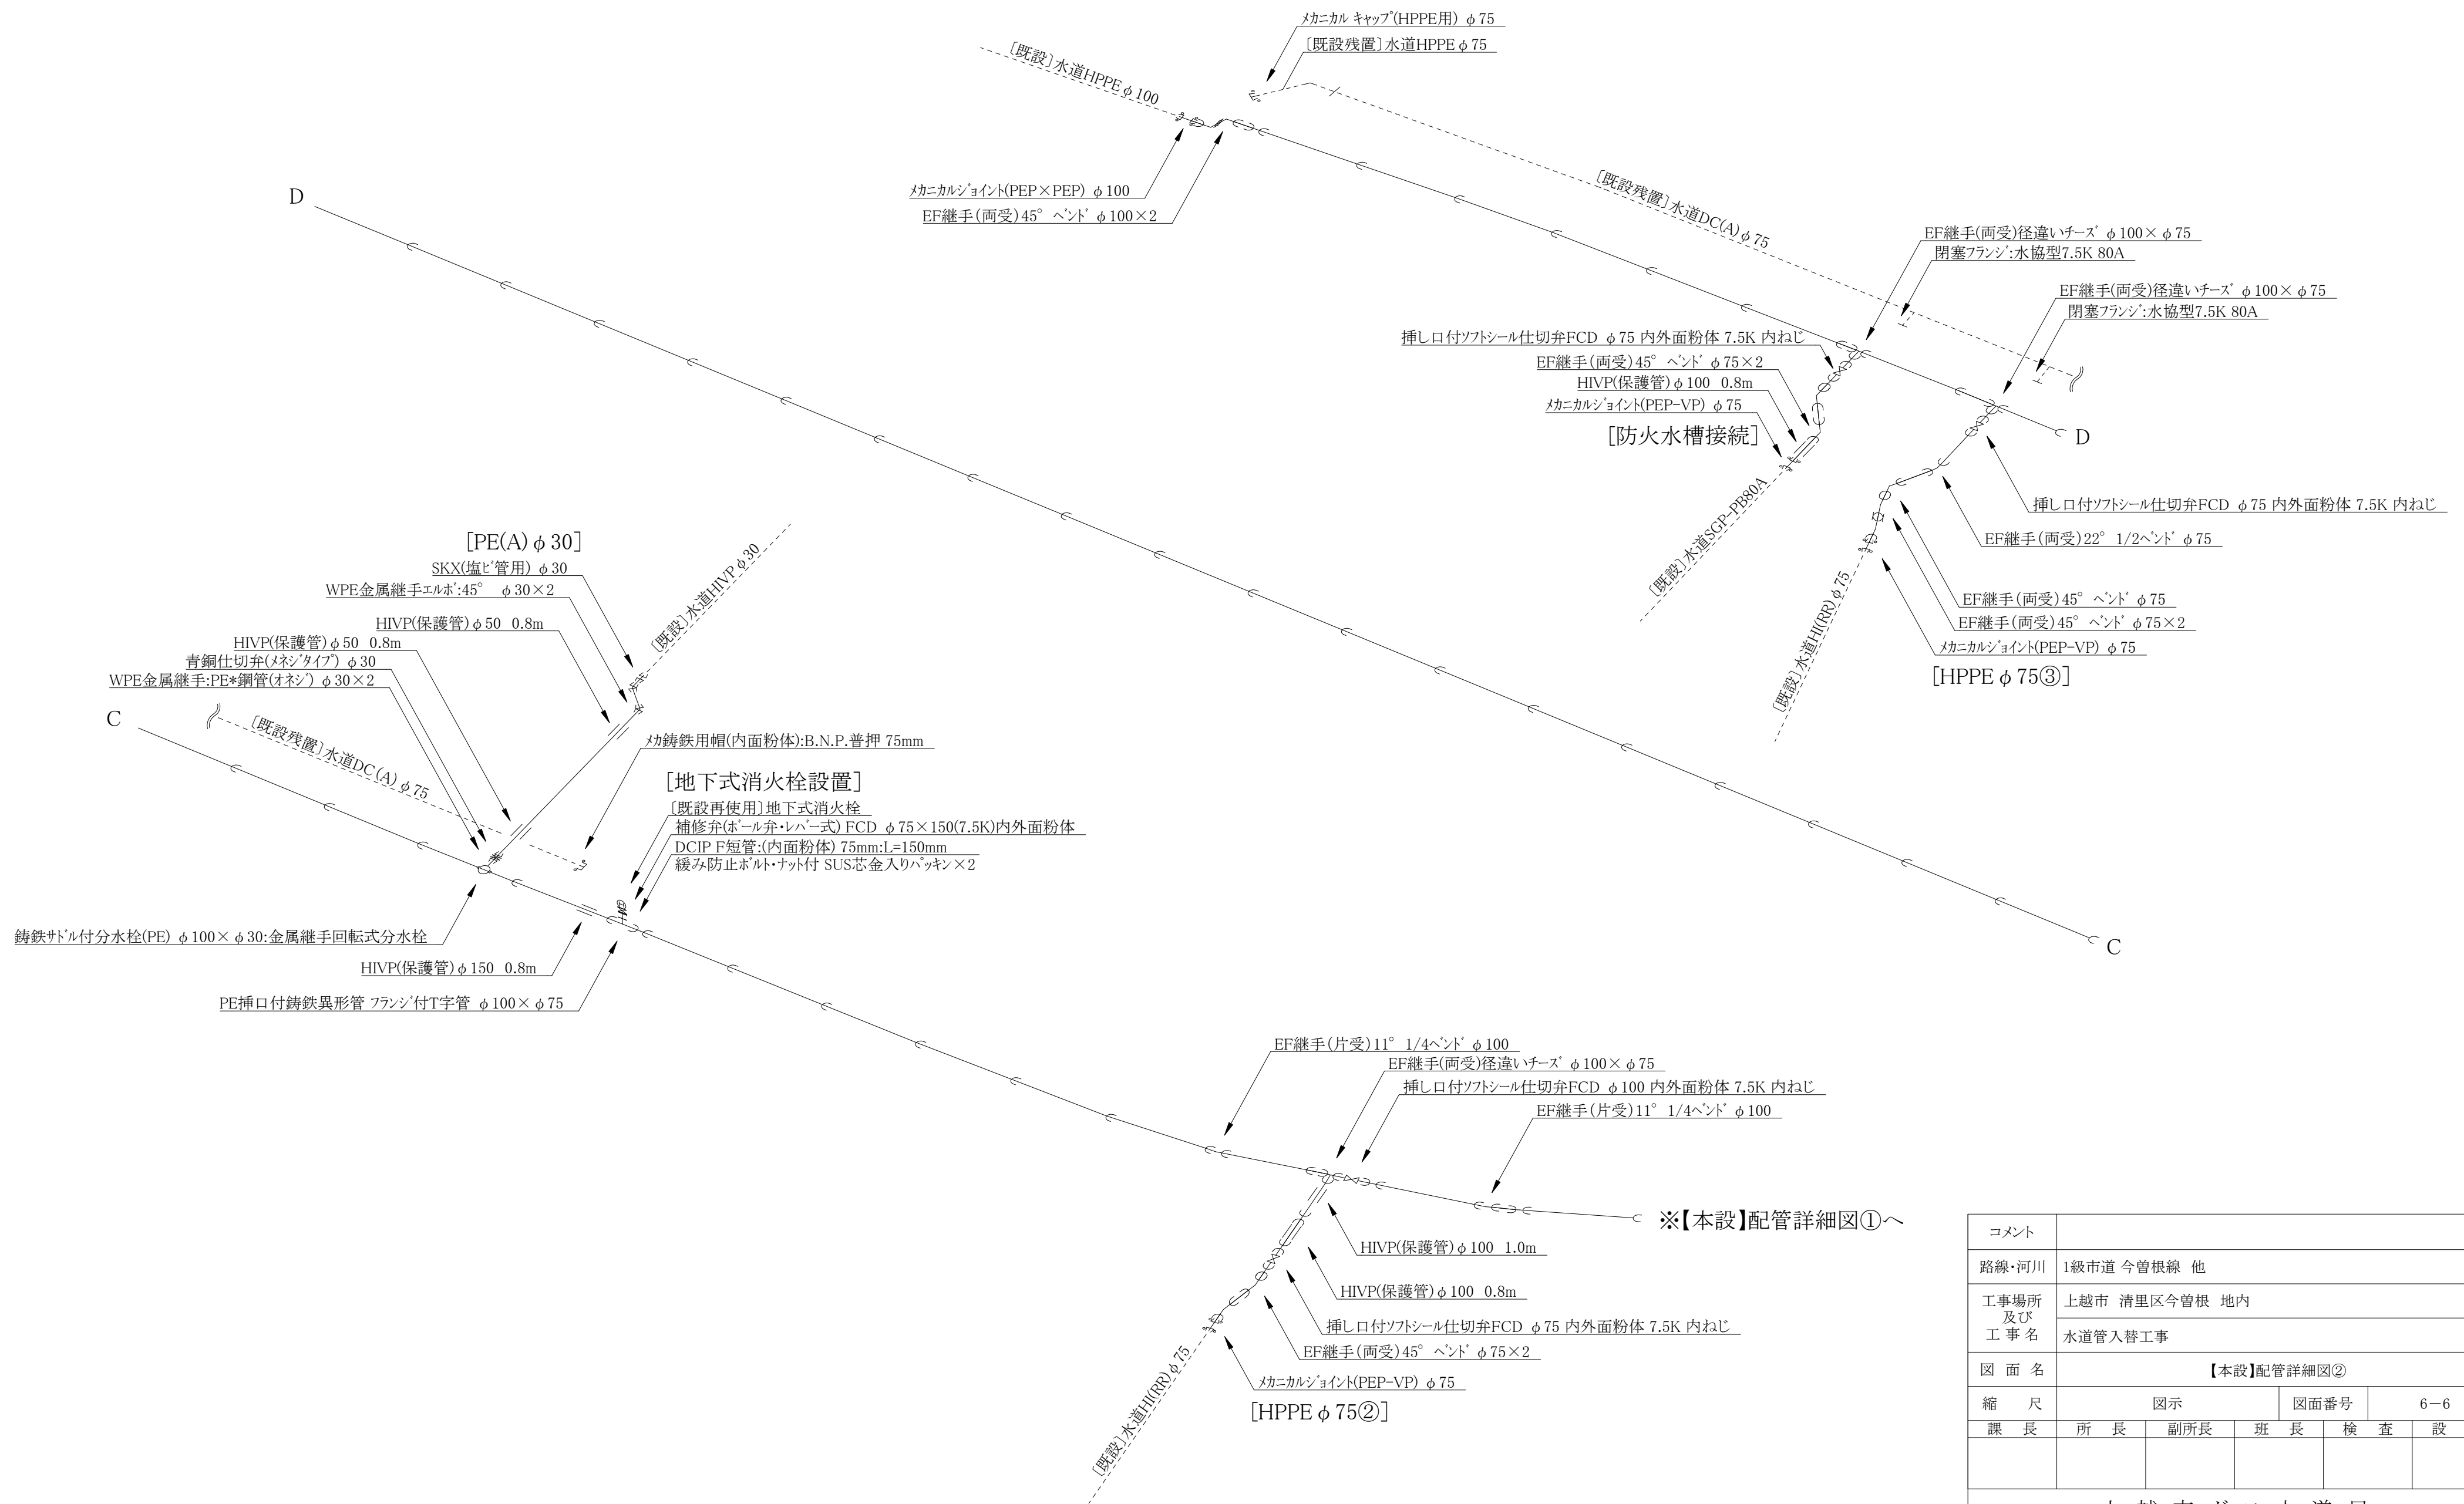 メカニカル キャップ(HPPE用) φ75
〔既設残置〕水道HPPEφ75
〔既設〕水道HPPEφ100
メカニカルジョイント(PEP×PEP) φ100
EF継手(両受)45° ベンド φ100×2
〔既設残置〕水道DC(A)φ75
D
EF継手(両受)径違いチーズ φ100×φ75
閉塞フランジ:水協型7.5K 80A
EF継手(両受)径違いチーズ φ100×φ75
閉塞フランジ:水協型7.5K 80A
挿し口付ソフトシール仕切弁FCD φ75 内外面粉体 7.5K 内ねじ
EF継手(両受)45° ベンド φ75×2
HIVP(保護管)φ100 0.8m
メカニカルジョイント(PEP-VP) φ75
[防火水槽接続]
D
〔既設〕水道SGP-PB80A
挿し口付ソフトシール仕切弁FCD φ75 内外面粉体 7.5K 内ねじ
EF継手(両受)22° 1/2ベンド φ75
EF継手(両受)45° ベンド φ75
EF継手(両受)45° ベンド φ75×2
メカニカルジョイント(PEP-VP) φ75
[HPPEφ75③]
〔既設〕水道HI(RR)φ75
[PE(A)φ30]
SKX(塩ビ管用) φ30
WPE金属継手エルボ:45° φ30×2
HIVP(保護管)φ50 0.8m
HIVP(保護管)φ50 0.8m
青銅仕切弁(メネジタイプ) φ30
WPE金属継手:PE*鋼管(オネジ) φ30×2
〔既設〕水道HIVPφ30
C
〔既設残置〕水道DC(A)φ75
メカ鋳鉄用帽(内面粉体):B.N.P.普押 75mm
[地下式消火栓設置]
〔既設再使用〕地下式消火栓
補修弁(ボール弁・レバー式) FCD φ75×150(7.5K)内外面粉体
DCIP F短管:(内面粉体) 75mm:L=150mm
緩み防止ボルト・ナット付 SUS芯金入りパッキン×2
鋳鉄サドル付分水栓(PE) φ100×φ30:金属継手回転式分水栓
HIVP(保護管)φ150 0.8m
PE挿口付鋳鉄異形管 フランジ付T字管 φ100×φ75
C
EF継手(片受)11° 1/4ベンド φ100
EF継手(両受)径違いチーズ φ100×φ75
挿し口付ソフトシール仕切弁FCD φ100 内外面粉体 7.5K 内ねじ
EF継手(片受)11° 1/4ベンド φ100
※【本設】配管詳細図①へ
HIVP(保護管)φ100 1.0m
HIVP(保護管)φ100 0.8m
挿し口付ソフトシール仕切弁FCD φ75 内外面粉体 7.5K 内ねじ
EF継手(両受)45° ベンド φ75×2
メカニカルジョイント(PEP-VP) φ75
[HPPEφ75②]
〔既設〕水道HI(RR)φ75
コメント
路線・河川 1級市道 今曽根線 他
工事場所及び工事名 上越市 清里区今曽根 地内
水道管入替工事
図面名 【本設】配管詳細図②
縮尺 図示 図面番号 6-6
課長 所長 副所長 班長 検査 設